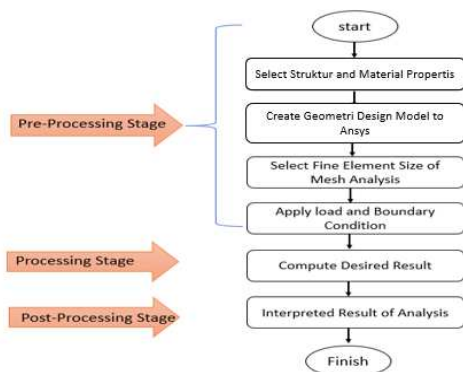 start
Select Struktur and Material Propertis
Create Geometri Design Model to
Ansys
Pre-Processing Stage
Select Fine Element Size of
Mesh Analysis
Apply load and Boundary
Condition
Processing Stage
Compute Desired Result
Post-Processing Stage
Interpreted Result of Analysis
Finish